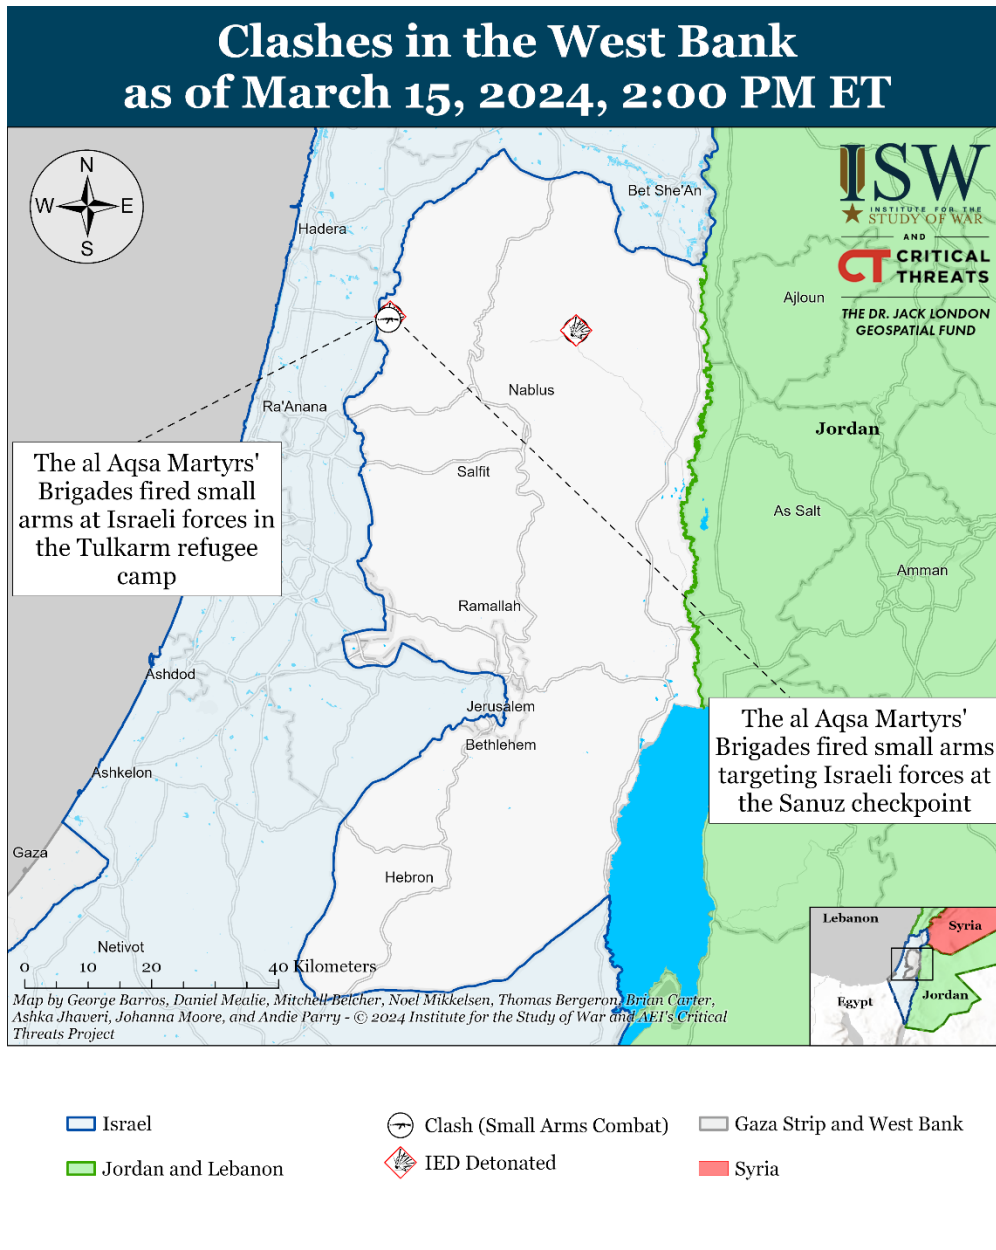 Clashes in the West Bank
as of March 15, 2024, 2:00 PM ET
N
W
E
S
ISW
INSTITUTE FOR THE
STUDY OF WAR
AND
CT CRITICAL
THREATS
THE DR. JACK LONDON
GEOSPATIAL FUND
Bet She'An
Hadera
Ajloun
Nablus
Ra'Anana
Jordan
The al Aqsa Martyrs'
Brigades fired small
arms at Israeli forces in
the Tulkarm refugee
camp
Salfit
As Salt
Amman
Ramallah
Ashdod
Jerusalem
Bethlehem
The al Aqsa Martyrs'
Brigades fired small arms
targeting Israeli forces at
the Sanuz checkpoint
Ashkelon
Gaza
Hebron
Netivot
0 10 20 40 Kilometers
Lebanon
Syria
Egypt
Jordan
Map by George Barros, Daniel Mealie, Mitchell Belcher, Noel Mikkelsen, Thomas Bergeron, Brian Carter,
Ashka Jhaveri, Johanna Moore, and Andie Parry - © 2024 Institute for the Study of War and AEI's Critical
Threats Project
Israel
Clash (Small Arms Combat)
Gaza Strip and West Bank
Jordan and Lebanon
IED Detonated
Syria